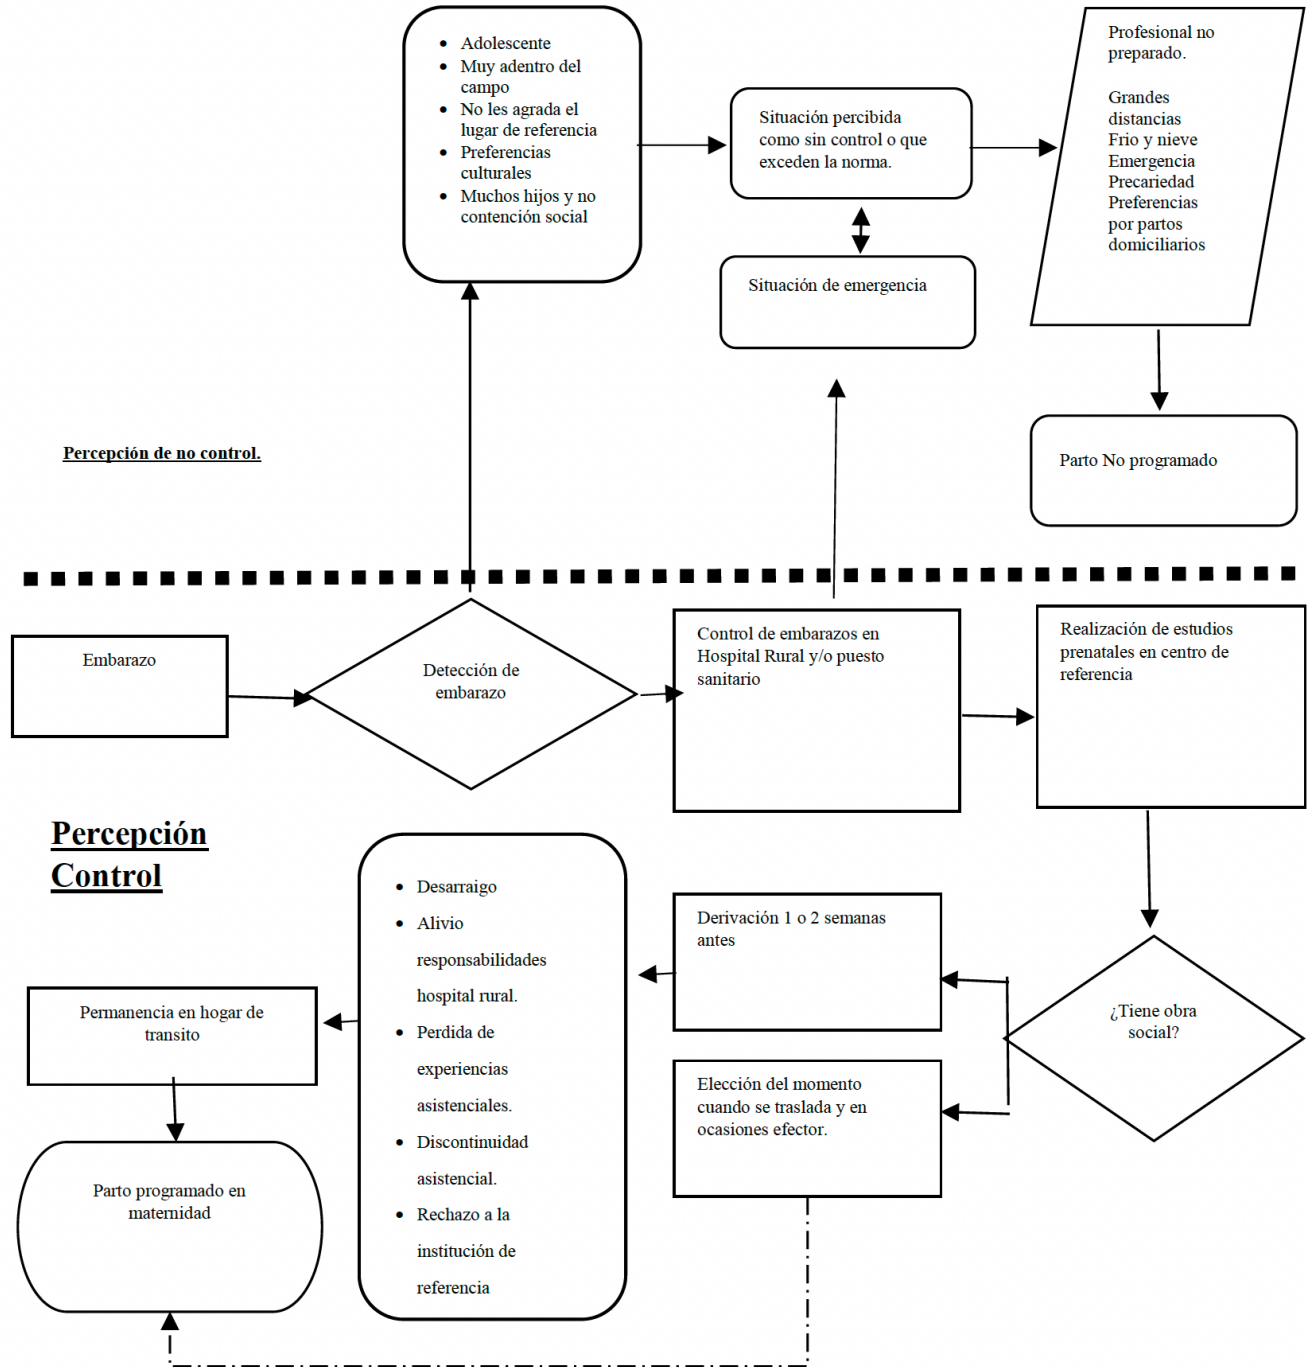 • Adolescente
• Muy adentro del
campo
• No les agrada el
lugar de referencia
• Preferencias
culturales
• Muchos hijos y no
contención social
Situación percibida
como sin control o que
exceden la norma.
Situación de emergencia
Profesional no
preparado.
Grandes
distancias
Frio y nieve
Emergencia
Precariedad
Preferencias
por partos
domiciliarios
Parto No programado
Percepción de no control.
Embarazo
Detección de
embarazo
Control de embarazos en
Hospital Rural y/o puesto
sanitario
Realización de estudios
prenatales en centro de
referencia
Percepción
Control
¿Tiene obra
social?
Derivación 1 o 2 semanas
antes
Elección del momento
cuando se traslada y en
ocasiones efector.
• Desarraigo
• Alivio
responsabilidades
hospital rural.
• Perdida de
experiencias
asistenciales.
• Discontinuidad
asistencial.
• Rechazo a la
institución de
referencia
Permanencia en hogar de
transito
Parto programado en
maternidad